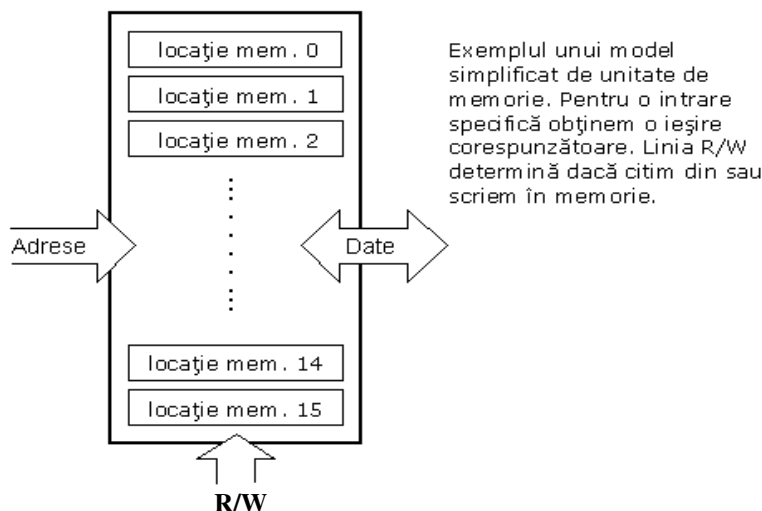 locaţie mem. 0
locaţie mem. 1
locaţie mem. 2
Adrese
Date
locaţie mem. 14
locaţie mem. 15
R/W
Exemplul unui model
simplificat de unitate de
memorie. Pentru o intrare
specifică obţinem o ieşire
corespunzătoare. Linia R/W
determină dacă citim din sau
scriem în memorie.